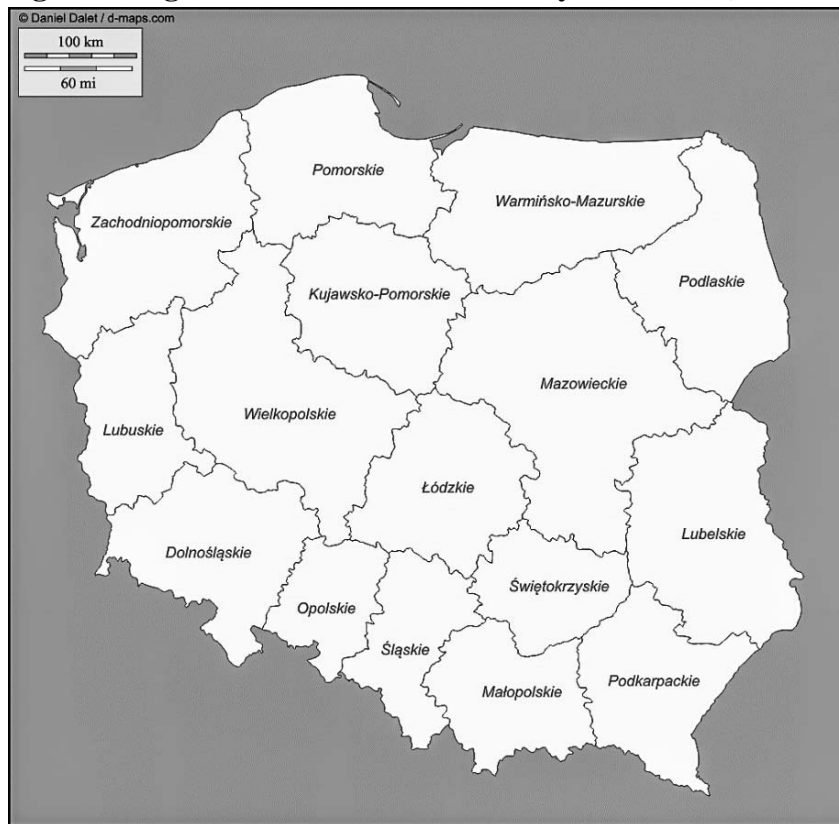 © Daniel Dalet / d-maps.com
100 km
60 mi
Pomorskie
Warmińsko-Mazurskie
Zachodniopomorskie
Podlaskie
Kujawsko-Pomorskie
Mazowieckie
Wielkopolskie
Lubuskie
Łódzkie
Lubelskie
Dolnośląskie
Świętokrzyskie
Opolskie
Śląskie
Podkarpackie
Małopolskie